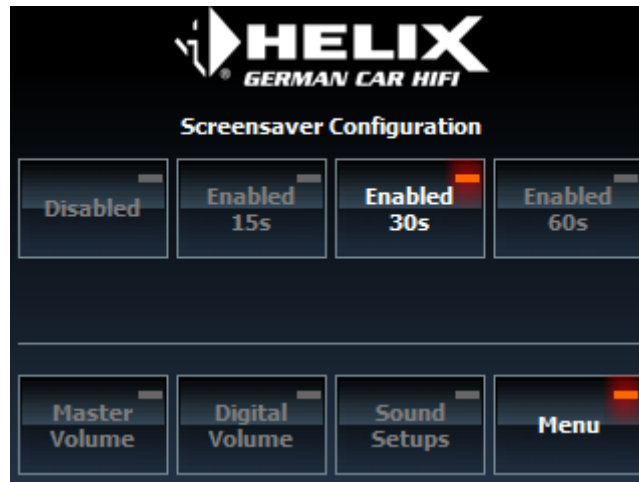 HELIX
® GERMAN CAR HIFI
Screensaver Configuration
Disabled
Enabled
15s
Enabled
30s
Enabled
60s
Master
Volume
Digital
Volume
Sound
Setups
Menu